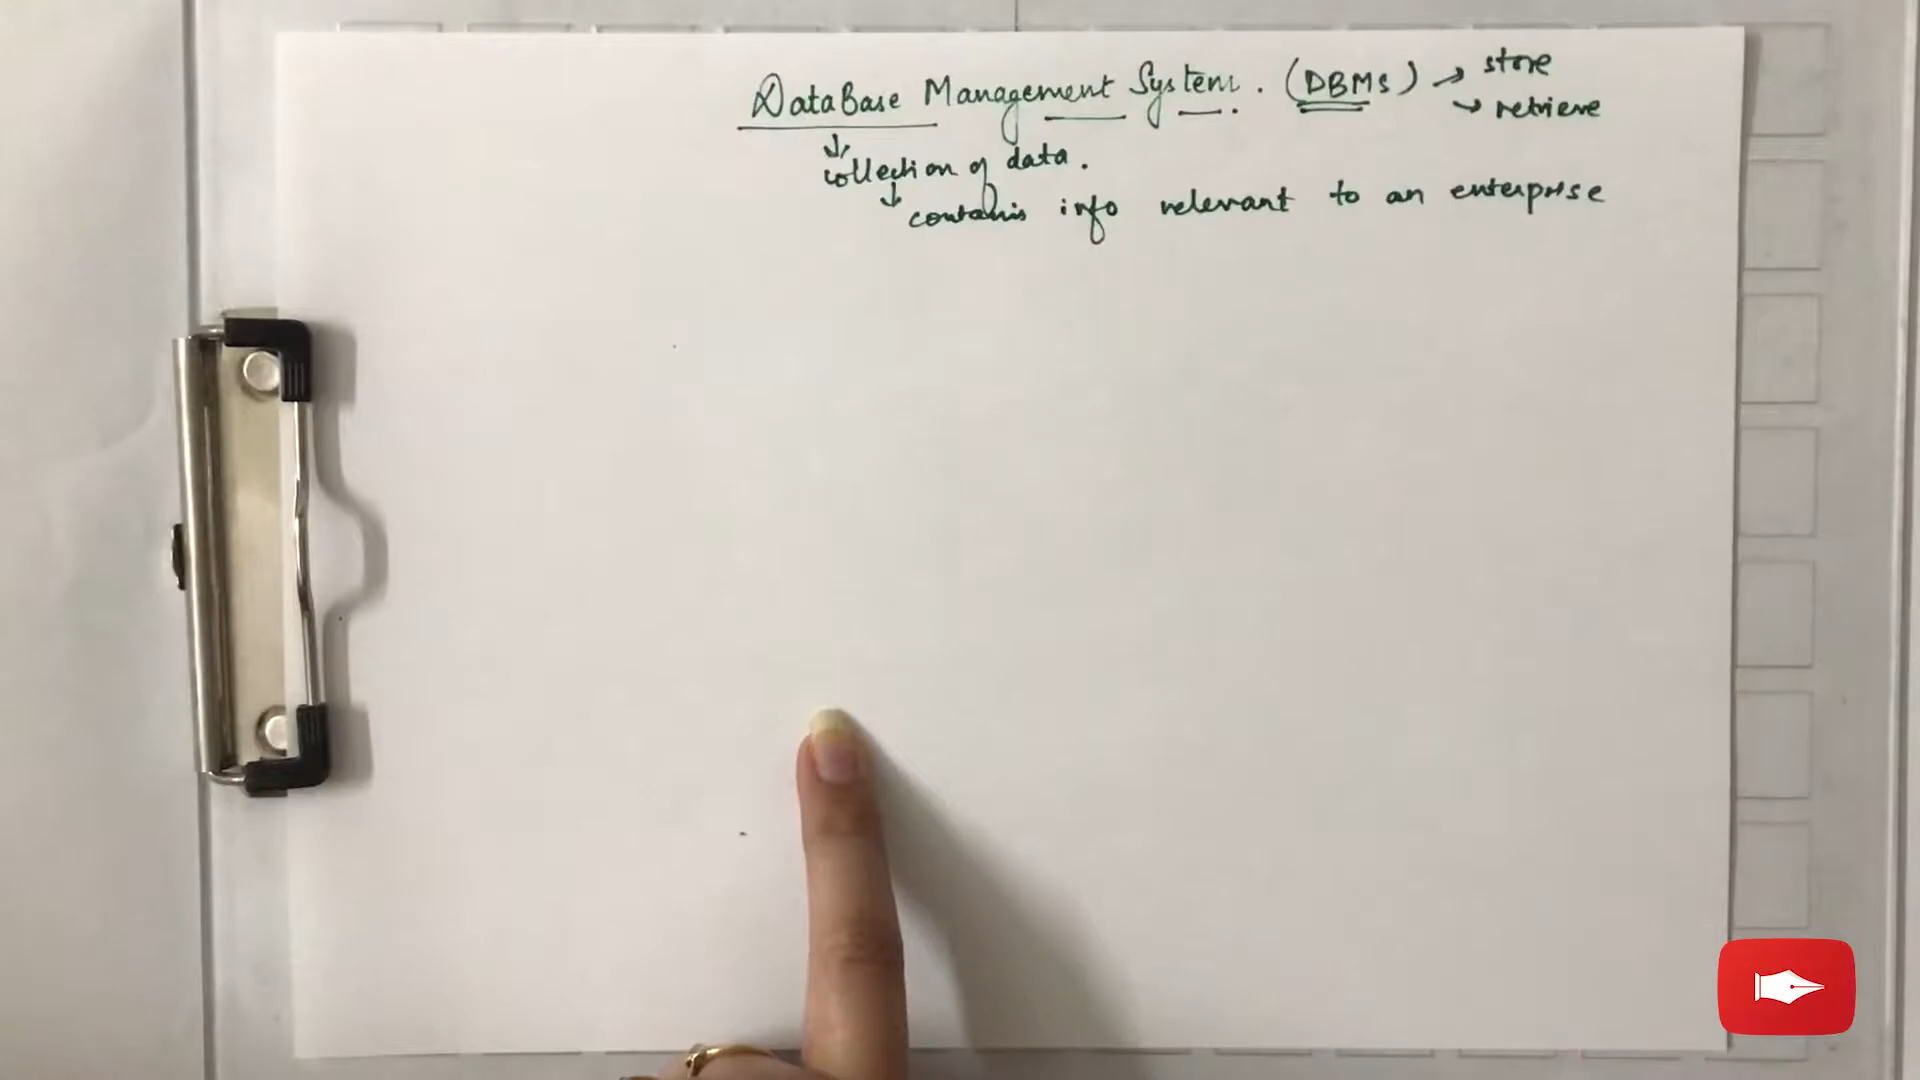 DataBase Management System. (DBMS) → store
→ retrieve
↓
collection of data.
↓
contains info relevant to an enterprise